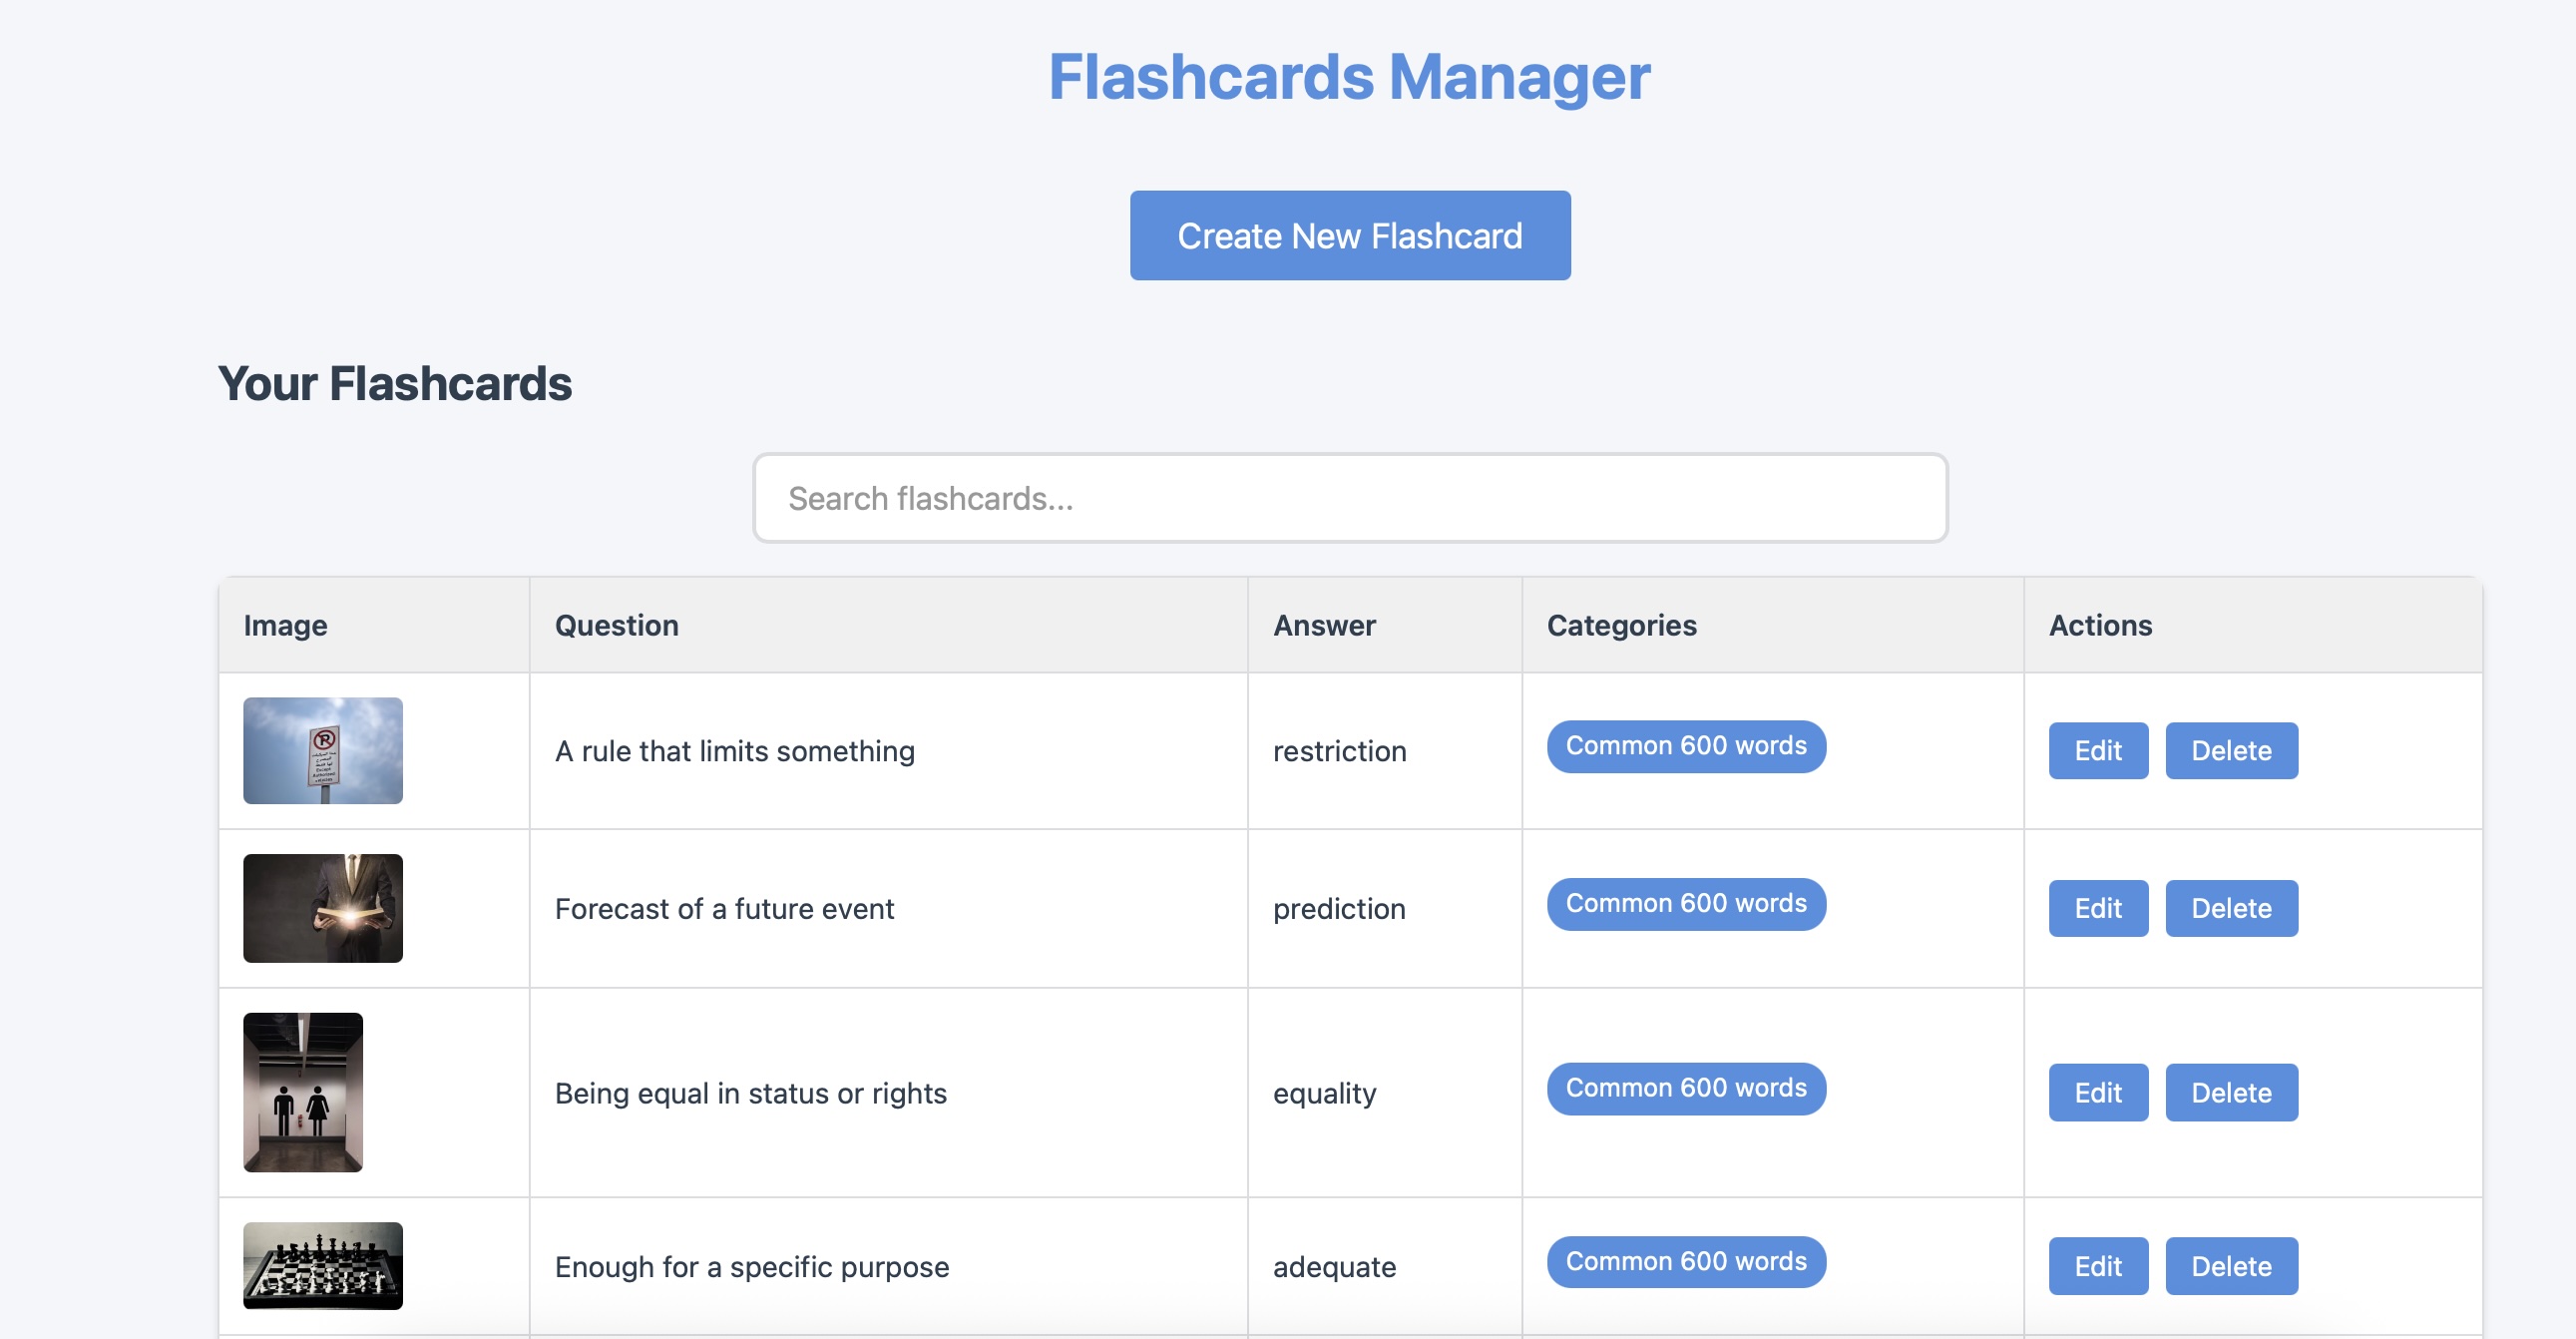 Flashcards Manager
Create New Flashcard
Your Flashcards
Search flashcards...
Image Question Answer Categories Actions
A rule that limits something restriction Common 600 words Edit Delete
Forecast of a future event prediction Common 600 words Edit Delete
Being equal in status or rights equality Common 600 words Edit Delete
Enough for a specific purpose adequate Common 600 words Edit Delete